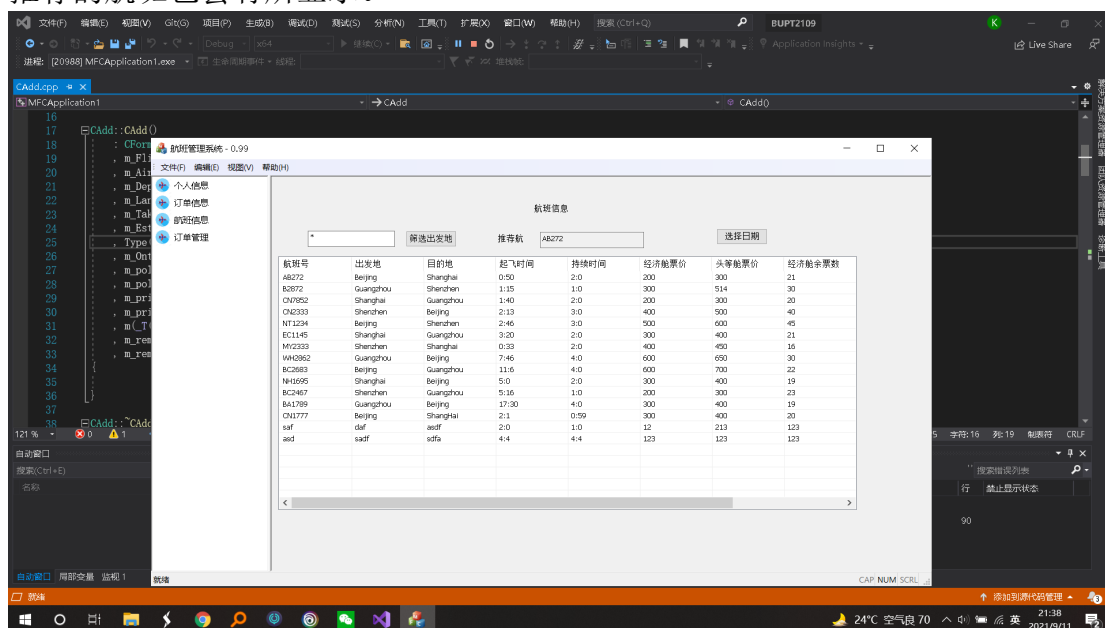 文件(F) 编辑(E) 视图(V) Git(G) 项目(P) 生成(B) 调试(D) 测试(S) 分析(N) 工具(T) 扩展(X) 窗口(W) 帮助(H) 搜索 (Ctrl+Q) BUPT2109 K
Debug x64 继续(C) Application Insights Live Share
进程: [20988] MFCApplication1.exe 生命周期事件 线程: 堆栈帧:
CAdd.cpp
MFCApplication1 CAdd CAdd()
16
17 CAdd::CAdd()
18 : CForm
19 , m_Fli
20 , m_Air
21 , m_Dep
22 , m_Lan
23 , m_Tak
24 , m_Est
25 , Type(
26 , m_Ont
27 , m_pol
28 , m_pol
29 , m_pri
30 , m_pri
31 , m(_T(
32 , m_rem
33 , m_rem
34 {
35
36 }
37
38 CAdd::~CAdd
航班管理系统 - 0.99
文件(F) 编辑(E) 视图(V) 帮助(H)
个人信息
订单信息
航班信息
订单管理
航班信息
* 筛选出发地 推荐航 AB272 选择日期
航班号 出发地 目的地 起飞时间 持续时间 经济舱票价 头等舱票价 经济舱余票数
AB272 Beijing Shanghai 0:50 2:0 200 300 21
B2872 Guangzhou Shenzhen 1:15 1:0 300 514 30
CN7852 Shanghai Guangzhou 1:40 2:0 200 300 20
CN2333 Shenzhen Beijing 2:13 3:0 400 500 40
NT1234 Beijing Shenzhen 2:46 3:0 500 600 45
EC1145 Shanghai Guangzhou 3:20 2:0 300 400 21
MY2333 Shenzhen Shanghai 0:33 2:0 400 450 16
WH2862 Guangzhou Beijing 7:46 4:0 600 650 30
BC2683 Beijing Guangzhou 11:6 4:0 600 700 22
NH1695 Shanghai Beijing 5:0 2:0 300 400 19
BC2467 Shenzhen Guangzhou 5:16 1:0 200 300 23
BA1789 Guangzhou Beijing 17:30 4:0 300 400 19
CN1777 Beijing ShangHai 2:1 0:59 300 400 20
saf daf asdf 2:0 1:0 12 213 123
asd sadf sdfa 4:4 4:4 123 123 123
就绪 CAP NUM SCRL
121 % 0 1 字符: 16 列: 19 制表符 CRLF
自动窗口
搜索(Ctrl+E) 搜索错误列表
名称 行 禁止显示状态
90
自动窗口 局部变量 监视 1
就绪 添加到源代码管理
24°C 空气良 70 英 21:38
2021/9/11